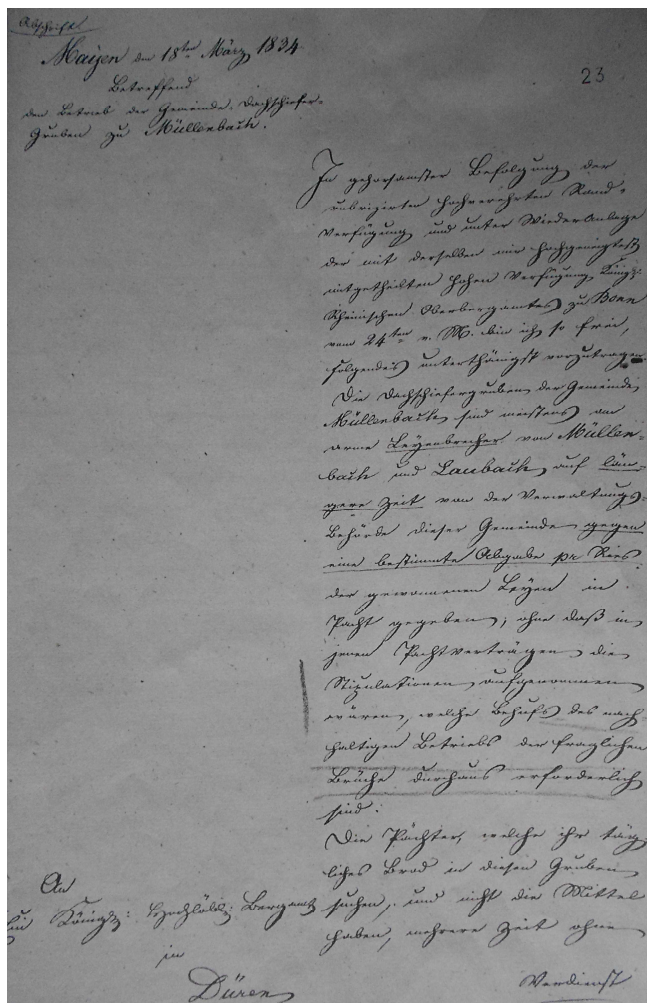 Abschrift
Mayen den 18ten März 1834
Betreffend
den Betrieb der Gemeinde-Dachschiefer-
Gruben zu Müllenbach.
23
In gehorsamster Befolgung der
rubrizirten hochverehrten Rand-
Verfügung und unter WiederAnlage
der mit derselben mir hochgeneigtest
mitgetheilten hohen Verfügung Königl:
Rheinischen Oberbergamtes zu Bonn
vom 24ten v. M. bin ich so frei,
folgendes unterthänigst vorzutragen.
Die Dachschiefergruben der Gemeinde
Müllenbach sind meistens an
arme Leyenbrecher von Müllen-
bach und Laubach auf län-
gere Zeit von der Verwaltungs-
Behörde dieser Gemeinde gegen
eine bestimmte Abgabe pr Ries
der gewonnenen Leyen in
Pacht gegeben, ohne daß in
jenen Pachtverträgen die
Stipulationen aufgenommen
wären, welche Behufs des nach-
haltigen Betriebs der fraglichen
Brüche durchaus erforderlich
sind.
Die Pächter, welche ihr täg-
liches Brod in diesen Gruben
suchen, und nicht die Mittel
haben, mehrere Zeit ohne
Verdienst
An
Ein Königl: Hochlöbl: Bergamt
in
Düren